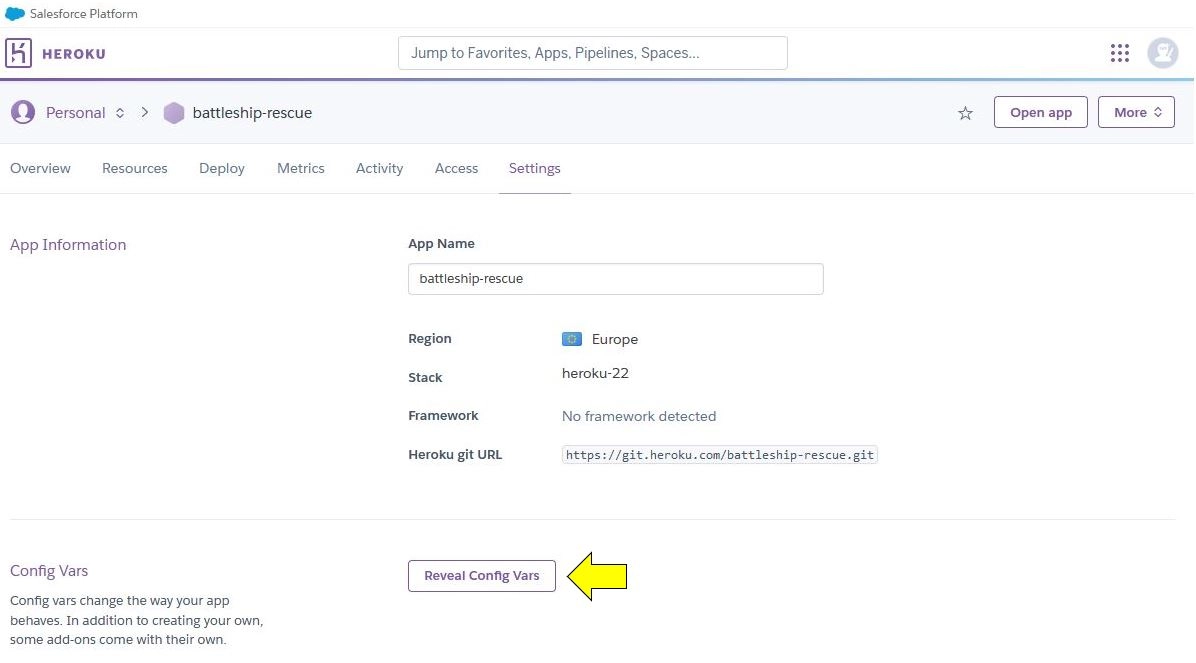 Salesforce Platform
HEROKU
Jump to Favorites, Apps, Pipelines, Spaces...
Personal
battleship-rescue
Open app
More
Overview Resources Deploy Metrics Activity Access Settings
App Information
App Name
battleship-rescue
Region Europe
Stack heroku-22
Framework No framework detected
Heroku git URL https://git.heroku.com/battleship-rescue.git
Config Vars
Config vars change the way your app
behaves. In addition to creating your own,
some add-ons come with their own.
Reveal Config Vars